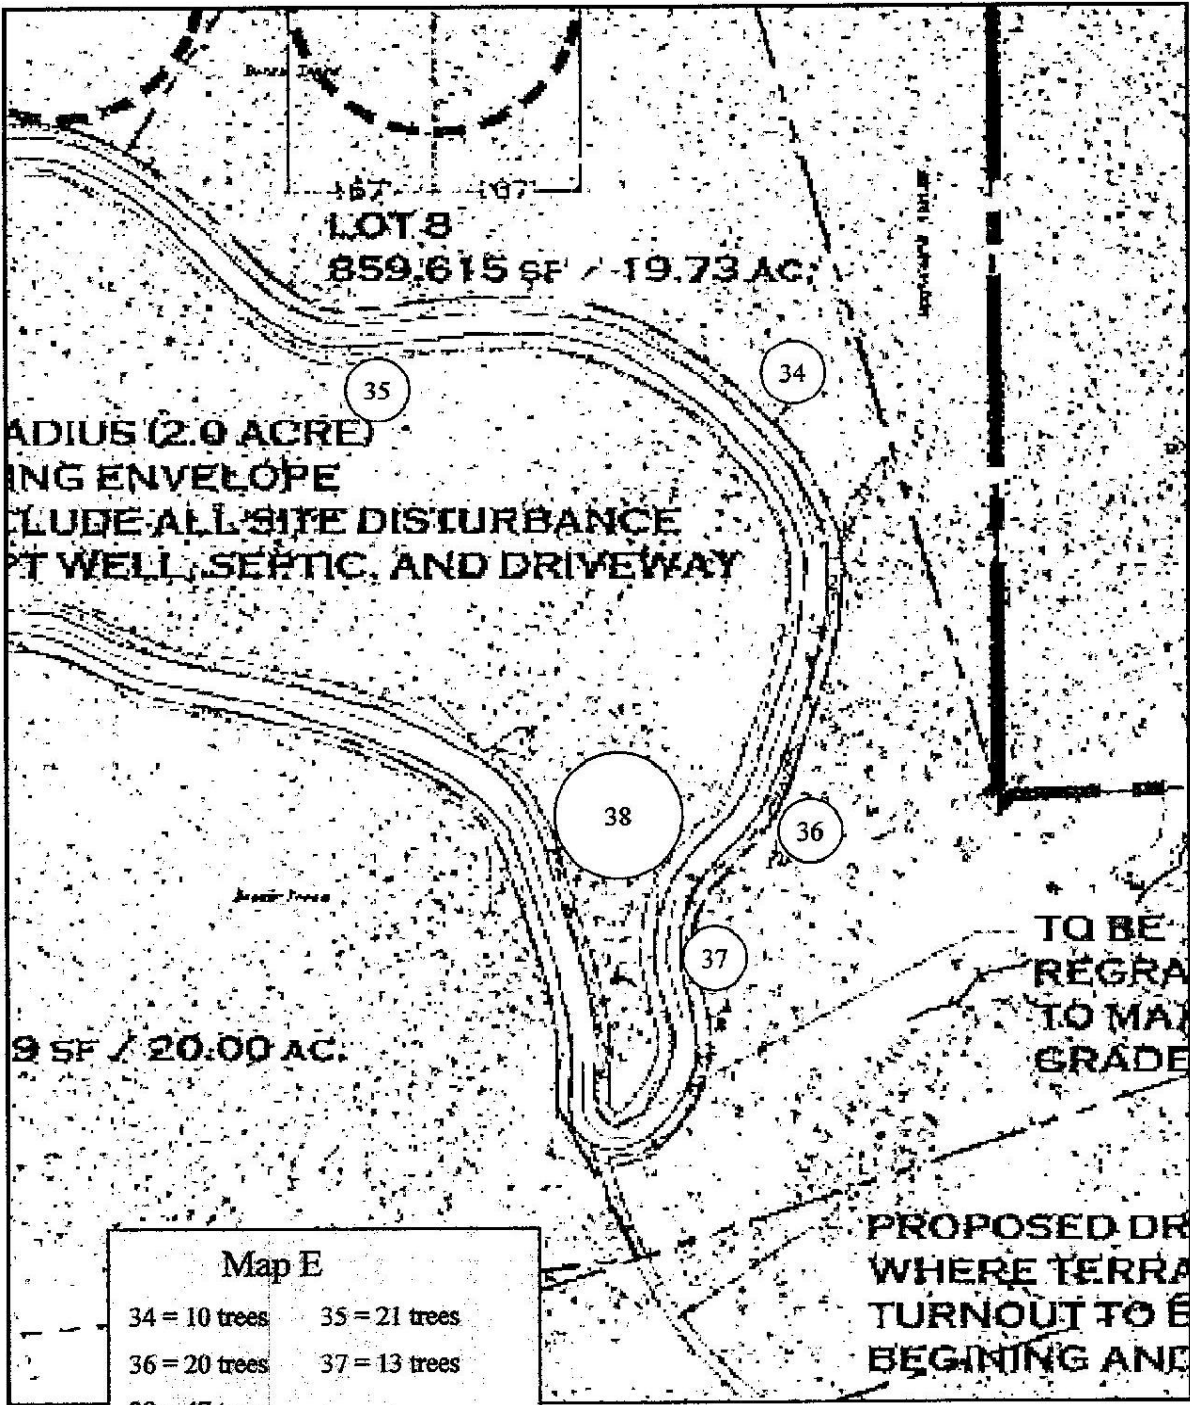 167 167
LOT 8
859,615 SF / 19.73 AC.
34
35
ADIUS (2.0 ACRE)
ING ENVELOPE
CLUDE ALL SITE DISTURBANCE
PT WELL, SEPTIC, AND DRIVEWAY
38
36
37
TO BE
REGRA
TO MAX
GRADE
9 SF / 20.00 AC.
PROPOSED DR
WHERE TERRA
TURNOUT TO B
BEGINING AND
Map E
34 = 10 trees 35 = 21 trees
36 = 20 trees 37 = 13 trees